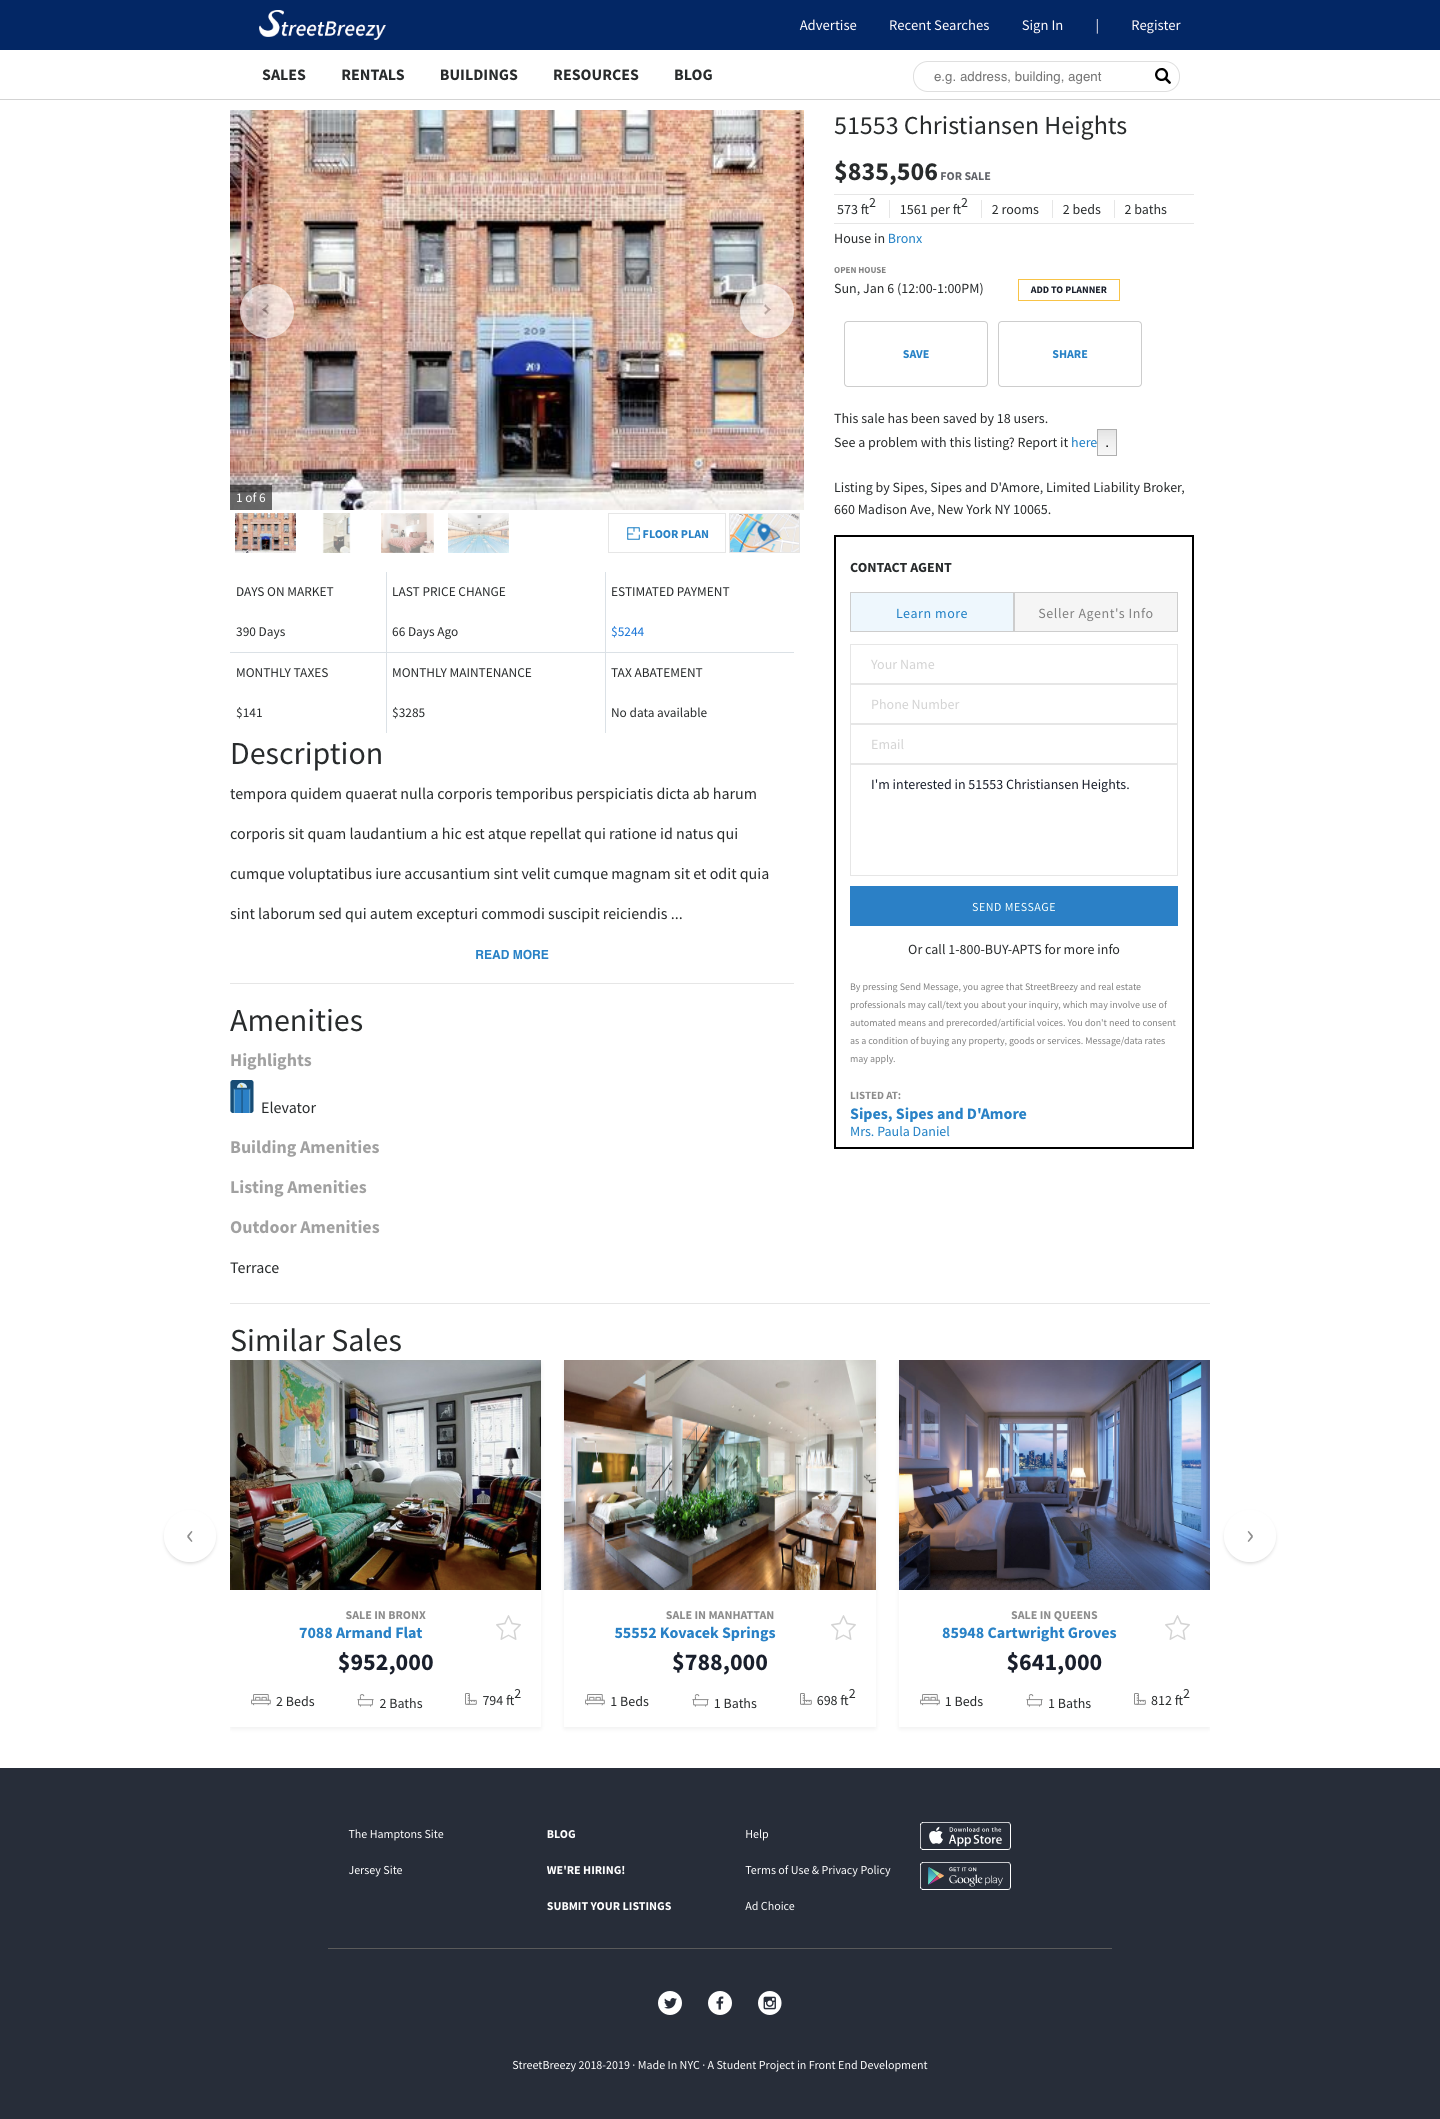 StreetBreezy
Advertise Recent Searches Sign In | Register
SALES RENTALS BUILDINGS RESOURCES BLOG
e.g. address, building, agent
51553 Christiansen Heights
$835,506 FOR SALE
573 ft2 1561 per ft2 2 rooms 2 beds 2 baths
House in Bronx
OPEN HOUSE
Sun, Jan 6 (12:00-1:00PM) ADD TO PLANNER
SAVE SHARE
This sale has been saved by 18 users.
See a problem with this listing? Report it here .
Listing by Sipes, Sipes and D'Amore, Limited Liability Broker,
660 Madison Ave, New York NY 10065.
209
1 of 6
FLOOR PLAN
DAYS ON MARKET LAST PRICE CHANGE ESTIMATED PAYMENT
390 Days 66 Days Ago $5244
MONTHLY TAXES MONTHLY MAINTENANCE TAX ABATEMENT
$141 $3285 No data available
Description
tempora quidem quaerat nulla corporis temporibus perspiciatis dicta ab harum
corporis sit quam laudantium a hic est atque repellat qui ratione id natus qui
cumque voluptatibus iure accusantium sint velit cumque magnam sit et odit quia
sint laborum sed qui autem excepturi commodi suscipit reiciendis ...
READ MORE
CONTACT AGENT
Learn more Seller Agent's Info
Your Name
Phone Number
Email
I'm interested in 51553 Christiansen Heights.
SEND MESSAGE
Or call 1-800-BUY-APTS for more info
By pressing Send Message, you agree that StreetBreezy and real estate
professionals may call/text you about your inquiry, which may involve use of
automated means and prerecorded/artificial voices. You don't need to consent
as a condition of buying any property, goods or services. Message/data rates
may apply.
LISTED AT:
Sipes, Sipes and D'Amore
Mrs. Paula Daniel
Amenities
Highlights
Elevator
Building Amenities
Listing Amenities
Outdoor Amenities
Terrace
Similar Sales
SALE IN BRONX
7088 Armand Flat
$952,000
2 Beds 2 Baths 794 ft2
SALE IN MANHATTAN
55552 Kovacek Springs
$788,000
1 Beds 1 Baths 698 ft2
SALE IN QUEENS
85948 Cartwright Groves
$641,000
1 Beds 1 Baths 812 ft2
The Hamptons Site BLOG Help Download on the App Store
Jersey Site WE'RE HIRING! Terms of Use & Privacy Policy GET IT ON Google play
SUBMIT YOUR LISTINGS Ad Choice
StreetBreezy 2018-2019 · Made In NYC · A Student Project in Front End Development